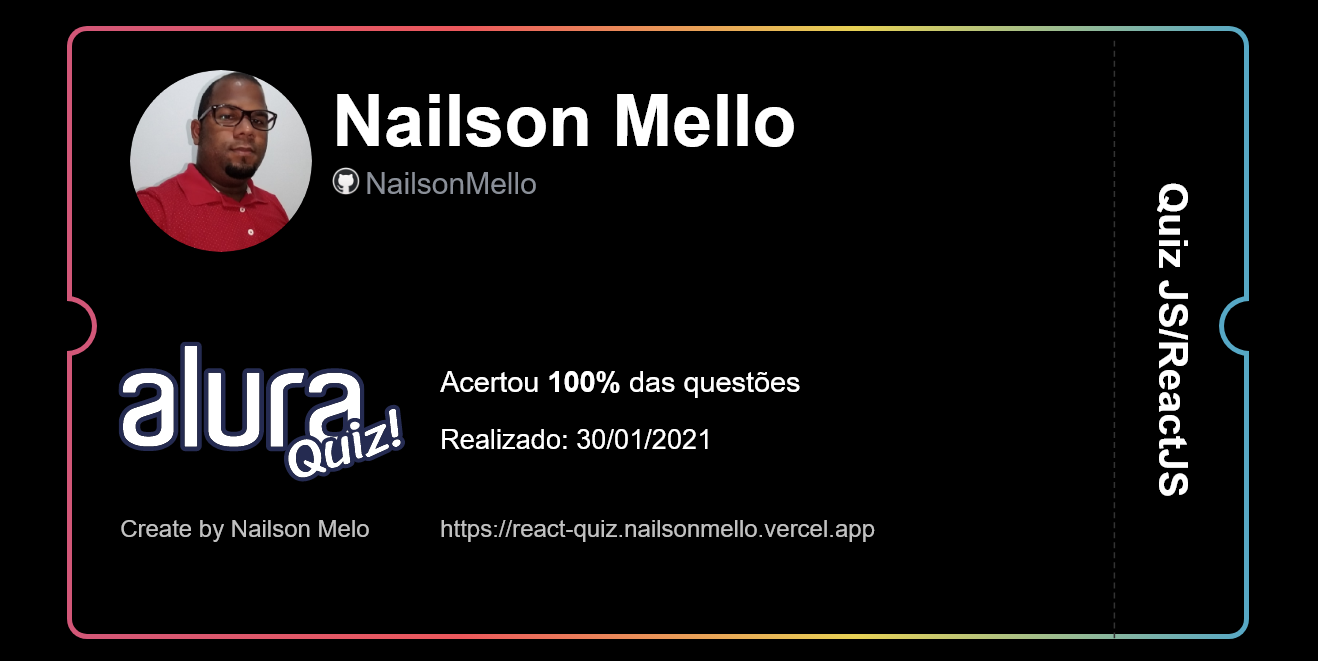 Nailson Mello
NailsonMello
alura
Quiz!
Acertou 100% das questões
Realizado: 30/01/2021
Create by Nailson Melo
https://react-quiz.nailsonmello.vercel.app
Quiz JS/ReactJS